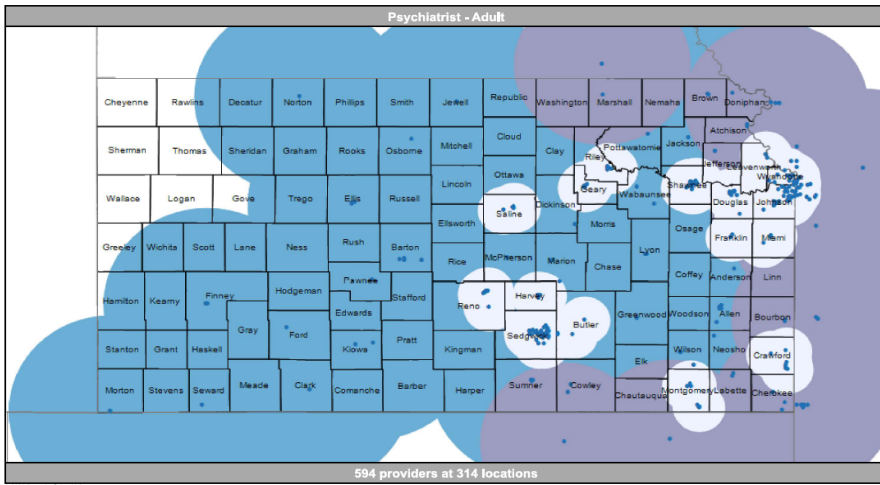 Psychiatrist - Adult
Cheyenne Rawlins Decatur Norton Phillips Smith Jewell Republic Washington Marshall Nemaha Brown Doniphan
Sherman Thomas Sheridan Graham Rooks Osborne Mitchell Cloud Clay Riley Pottawatomie Jackson Atchison Jefferson Leavenworth Wyandotte
Wallace Logan Gove Trego Ellis Russell Lincoln Ottawa Saline Dickinson Geary Wabaunsee Shawnee Douglas Johnson
Greeley Wichita Scott Lane Ness Rush Barton Ellsworth Rice McPherson Marion Morris Chase Lyon Osage Franklin Miami
Hamilton Kearny Finney Hodgeman Pawnee Stafford Edwards Reno Harvey Coffey Anderson Linn
Gray Ford Sedgwick Butler Greenwood Woodson Allen Bourbon
Stanton Grant Haskell Kiowa Pratt Kingman Elk Wilson Neosho Crawford
Morton Stevens Seward Meade Clark Comanche Barber Harper Sumner Cowley Chautauqua Montgomery Labette Cherokee
594 providers at 314 locations